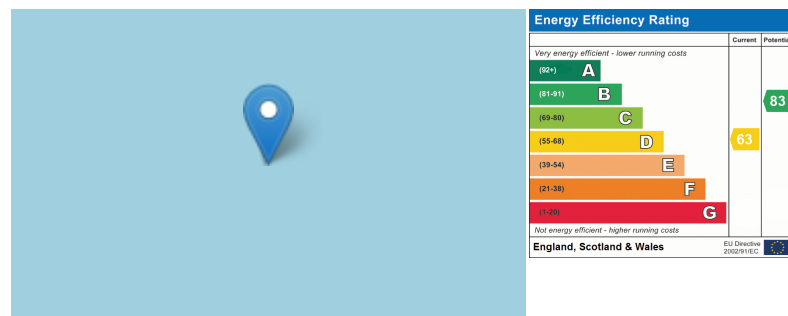 Energy Efficiency Rating
Current
Very energy efficient - lower running costs
(92+) A
(81-91) B
83
(69-80) C
(55-68) D
63
(39-54) E
(21-38) F
(1-20) G
Not energy efficient - higher running costs
England, Scotland & Wales
EU Directive
2002/91/EC